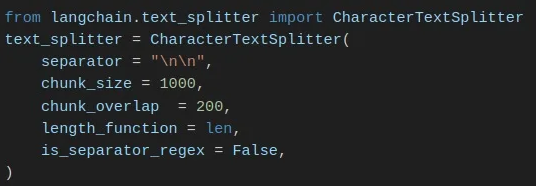 from langchain.text_splitter import CharacterTextSplitter
text_splitter = CharacterTextSplitter(
    separator = "\n\n",
    chunk_size = 1000,
    chunk_overlap  = 200,
    length_function = len,
    is_separator_regex = False,
)